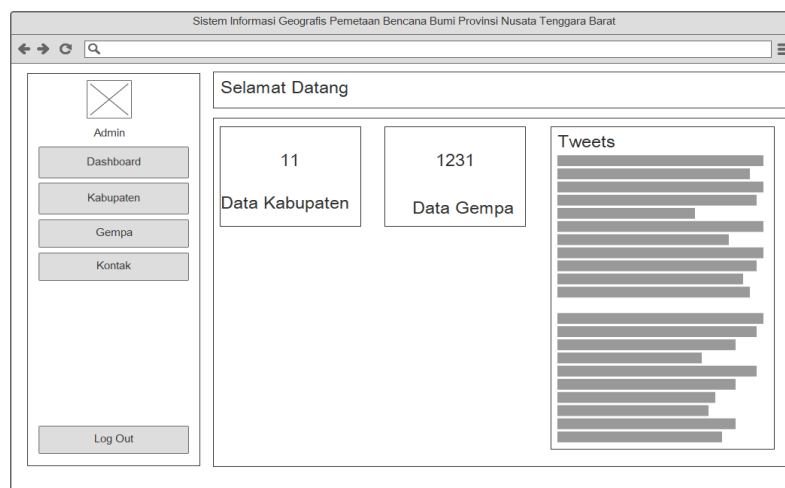 Sistem Informasi Geografis Pemetaan Bencana Bumi Provinsi Nusata Tenggara Barat
Admin
Dashboard
Kabupaten
Gempa
Kontak
Log Out
Selamat Datang
11
Data Kabupaten
1231
Data Gempa
Tweets